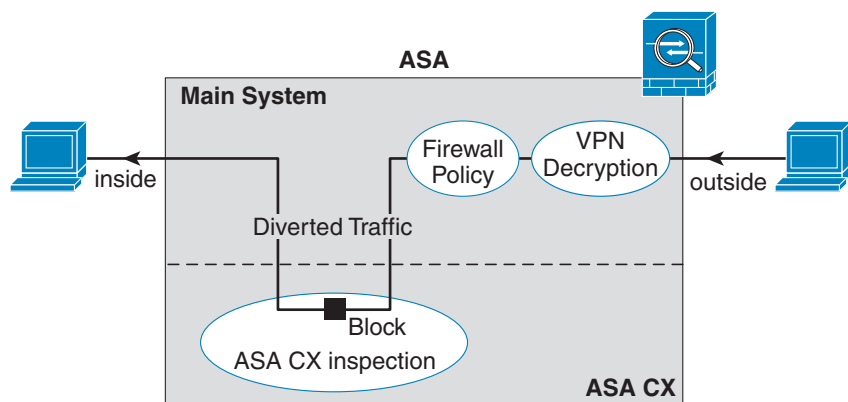 ASA
Main System
Firewall
Policy
VPN
Decryption
inside
outside
Diverted Traffic
Block
ASA CX inspection
ASA CX